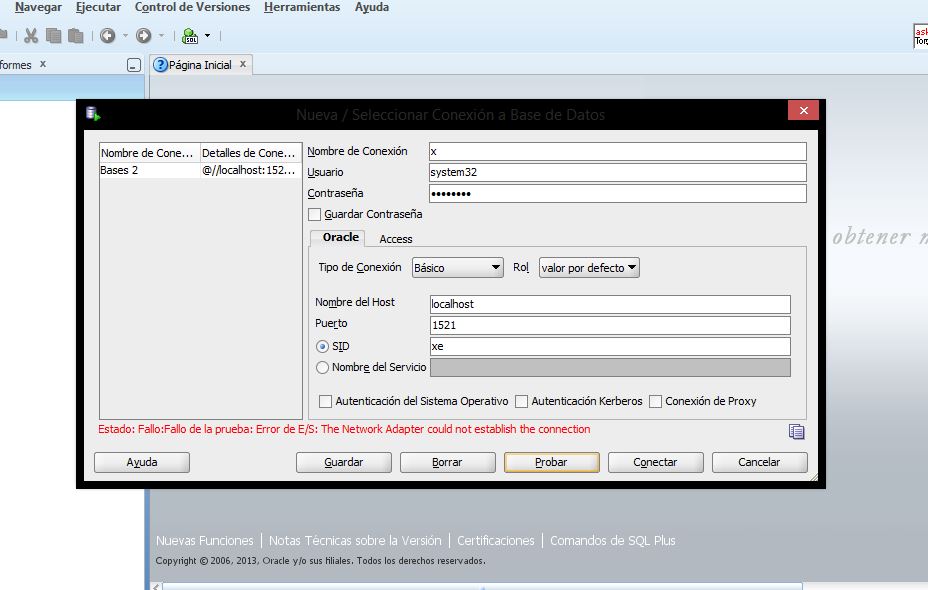 Navegar Ejecutar Control de Versiones Herramientas Ayuda
SQL
formes x Página Inicial x
Nueva / Seleccionar Conexión a Base de Datos
Nombre de Cone... Detalles de Cone...
Bases 2 @//localhost:152...
Nombre de Conexión x
Usuario system32
Contraseña ••••••••
Guardar Contraseña
Oracle Access
Tipo de Conexión Básico Rol valor por defecto
Nombre del Host localhost
Puerto 1521
SID xe
Nombre del Servicio
Autenticación del Sistema Operativo Autenticación Kerberos Conexión de Proxy
Estado: Fallo:Fallo de la prueba: Error de E/S: The Network Adapter could not establish the connection
Ayuda Guardar Borrar Probar Conectar Cancelar
obtener
Nuevas Funciones | Notas Técnicas sobre la Versión | Certificaciones | Comandos de SQL Plus
Copyright © 2006, 2013, Oracle y/o sus filiales. Todos los derechos reservados.